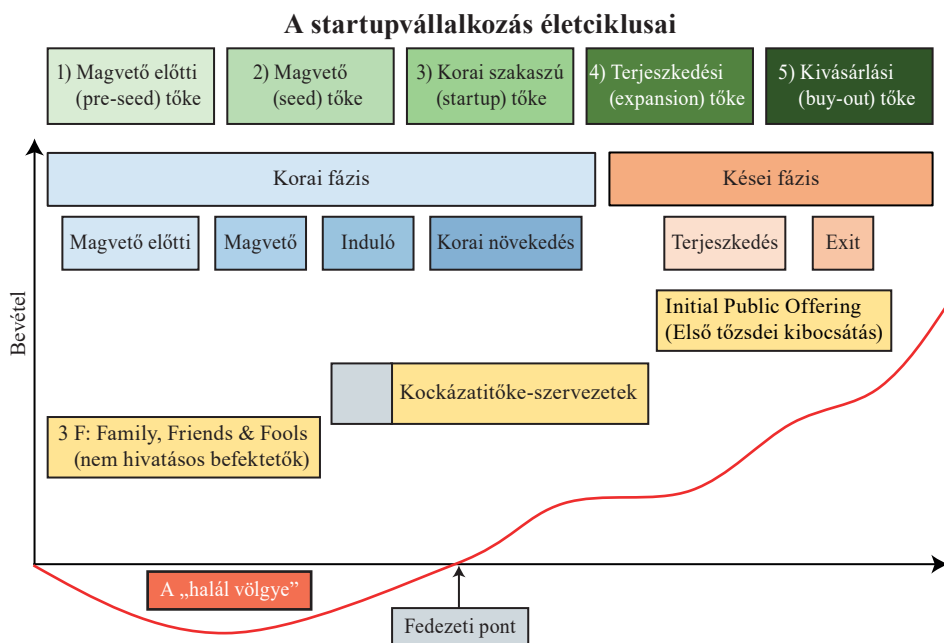 A startupvállalkozás életciklusai
1) Magvető előtti
(pre-seed) tőke
2) Magvető
(seed) tőke
3) Korai szakaszú
(startup) tőke
4) Terjeszkedési
(expansion) tőke
5) Kivásárlási
(buy-out) tőke
Bevétel
Korai fázis
Kései fázis
Magvető előtti
Magvető
Induló
Korai növekedés
Terjeszkedés
Exit
Initial Public Offering
(Első tőzsdei kibocsátás)
Kockázatitőke-szervezetek
3 F: Family, Friends & Fools
(nem hivatásos befektetők)
A „halál völgye”
Fedezeti pont